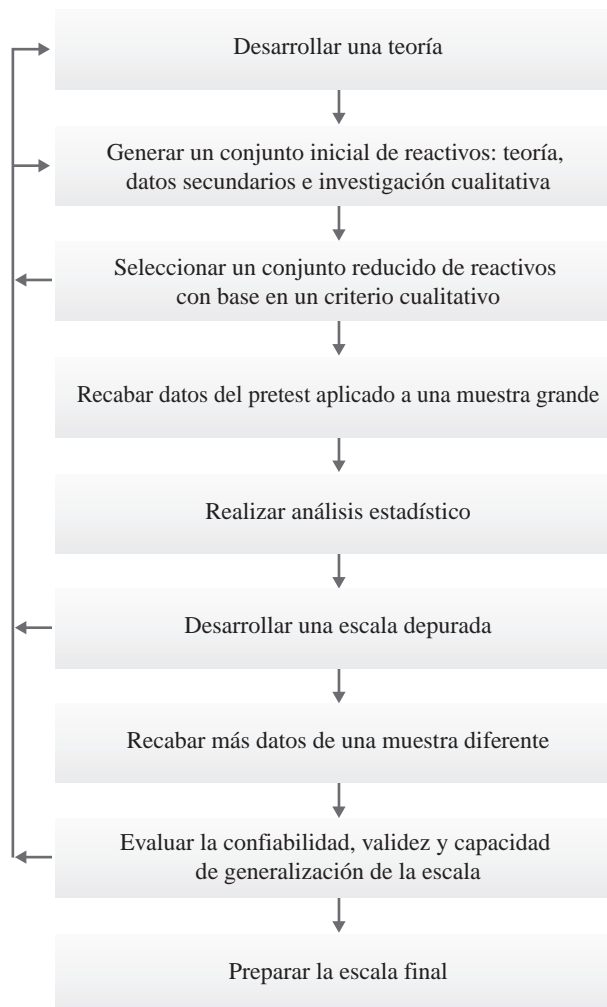 Desarrollar una teoría
Generar un conjunto inicial de reactivos: teoría,
datos secundarios e investigación cualitativa
Seleccionar un conjunto reducido de reactivos
con base en un criterio cualitativo
Recabar datos del pretest aplicado a una muestra grande
Realizar análisis estadístico
Desarrollar una escala depurada
Recabar más datos de una muestra diferente
Evaluar la confiabilidad, validez y capacidad
de generalización de la escala
Preparar la escala final